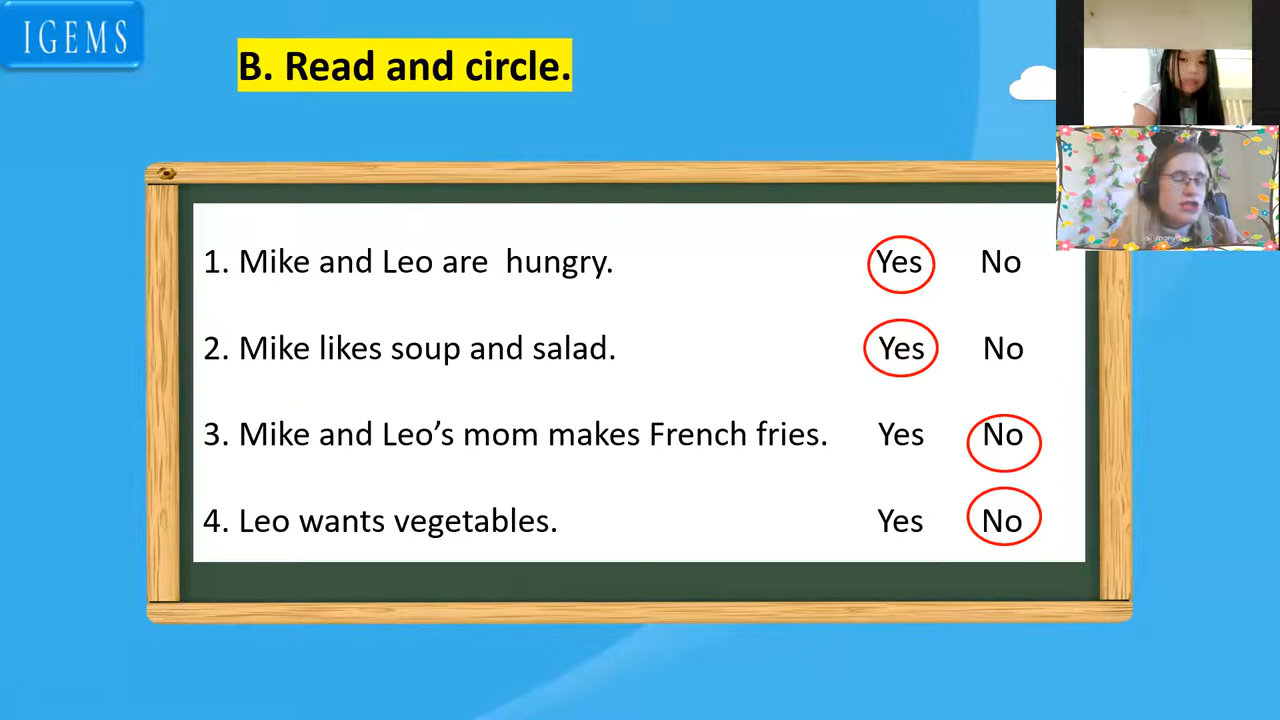 IGEMS
B. Read and circle.
1. Mike and Leo are  hungry. Yes No
2. Mike likes soup and salad. Yes No
3. Mike and Leo’s mom makes French fries. Yes No
4. Leo wants vegetables. Yes No